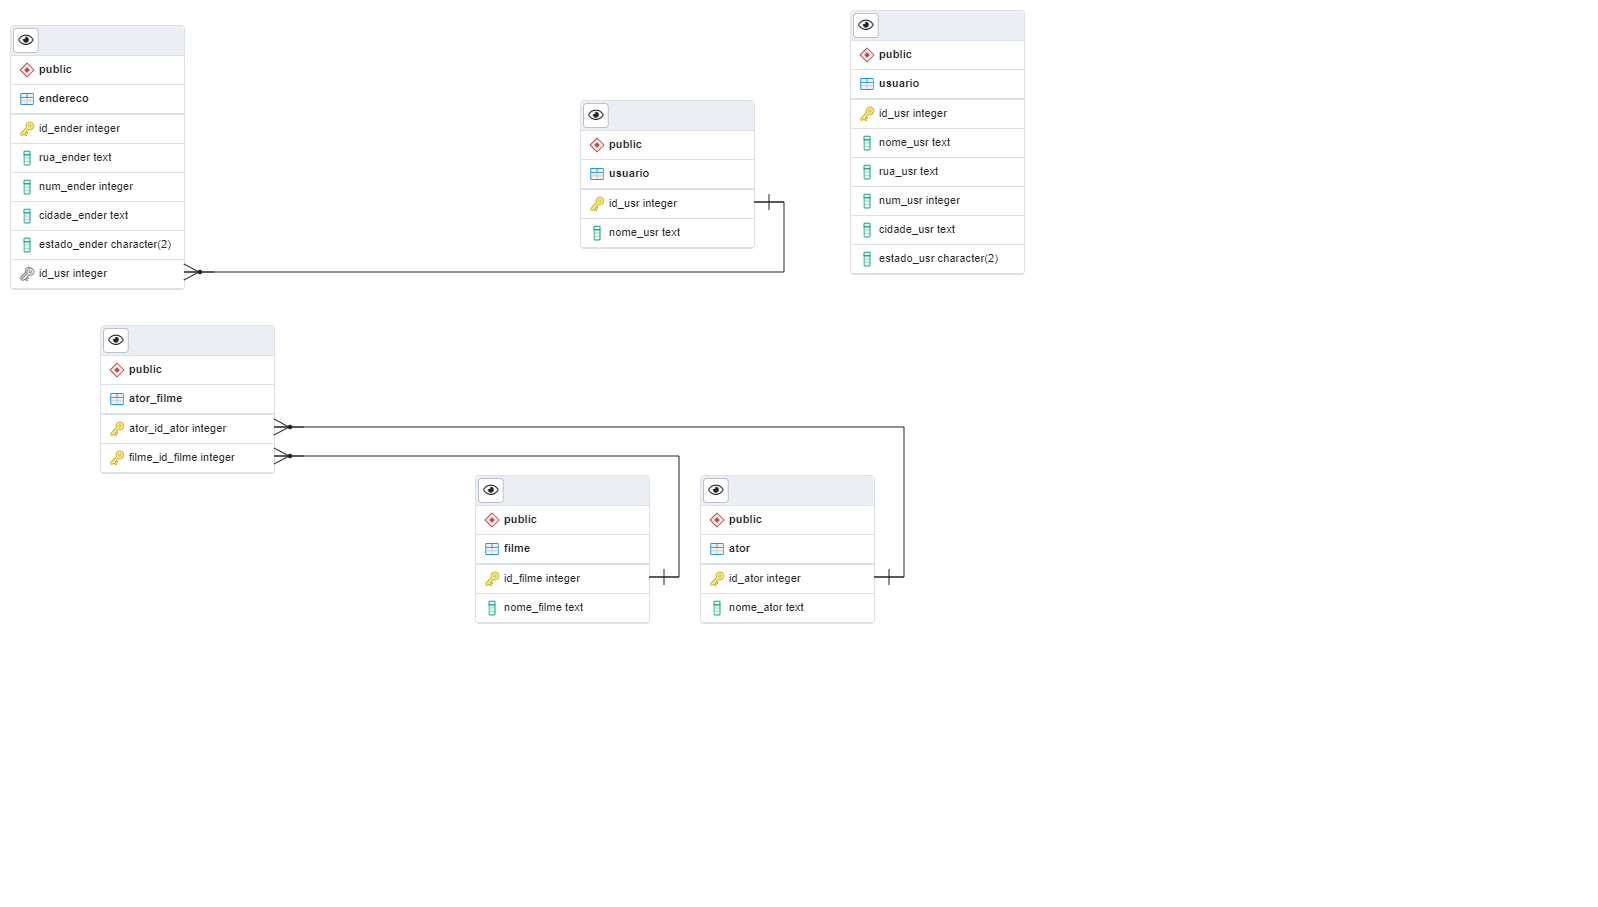 public
endereco
id_ender integer
rua_ender text
num_ender integer
cidade_ender text
estado_ender character(2)
id_usr integer
public
usuario
id_usr integer
nome_usr text
public
usuario
id_usr integer
nome_usr text
rua_usr text
num_usr integer
cidade_usr text
estado_usr character(2)
public
ator_filme
ator_id_ator integer
filme_id_filme integer
public
filme
id_filme integer
nome_filme text
public
ator
id_ator integer
nome_ator text